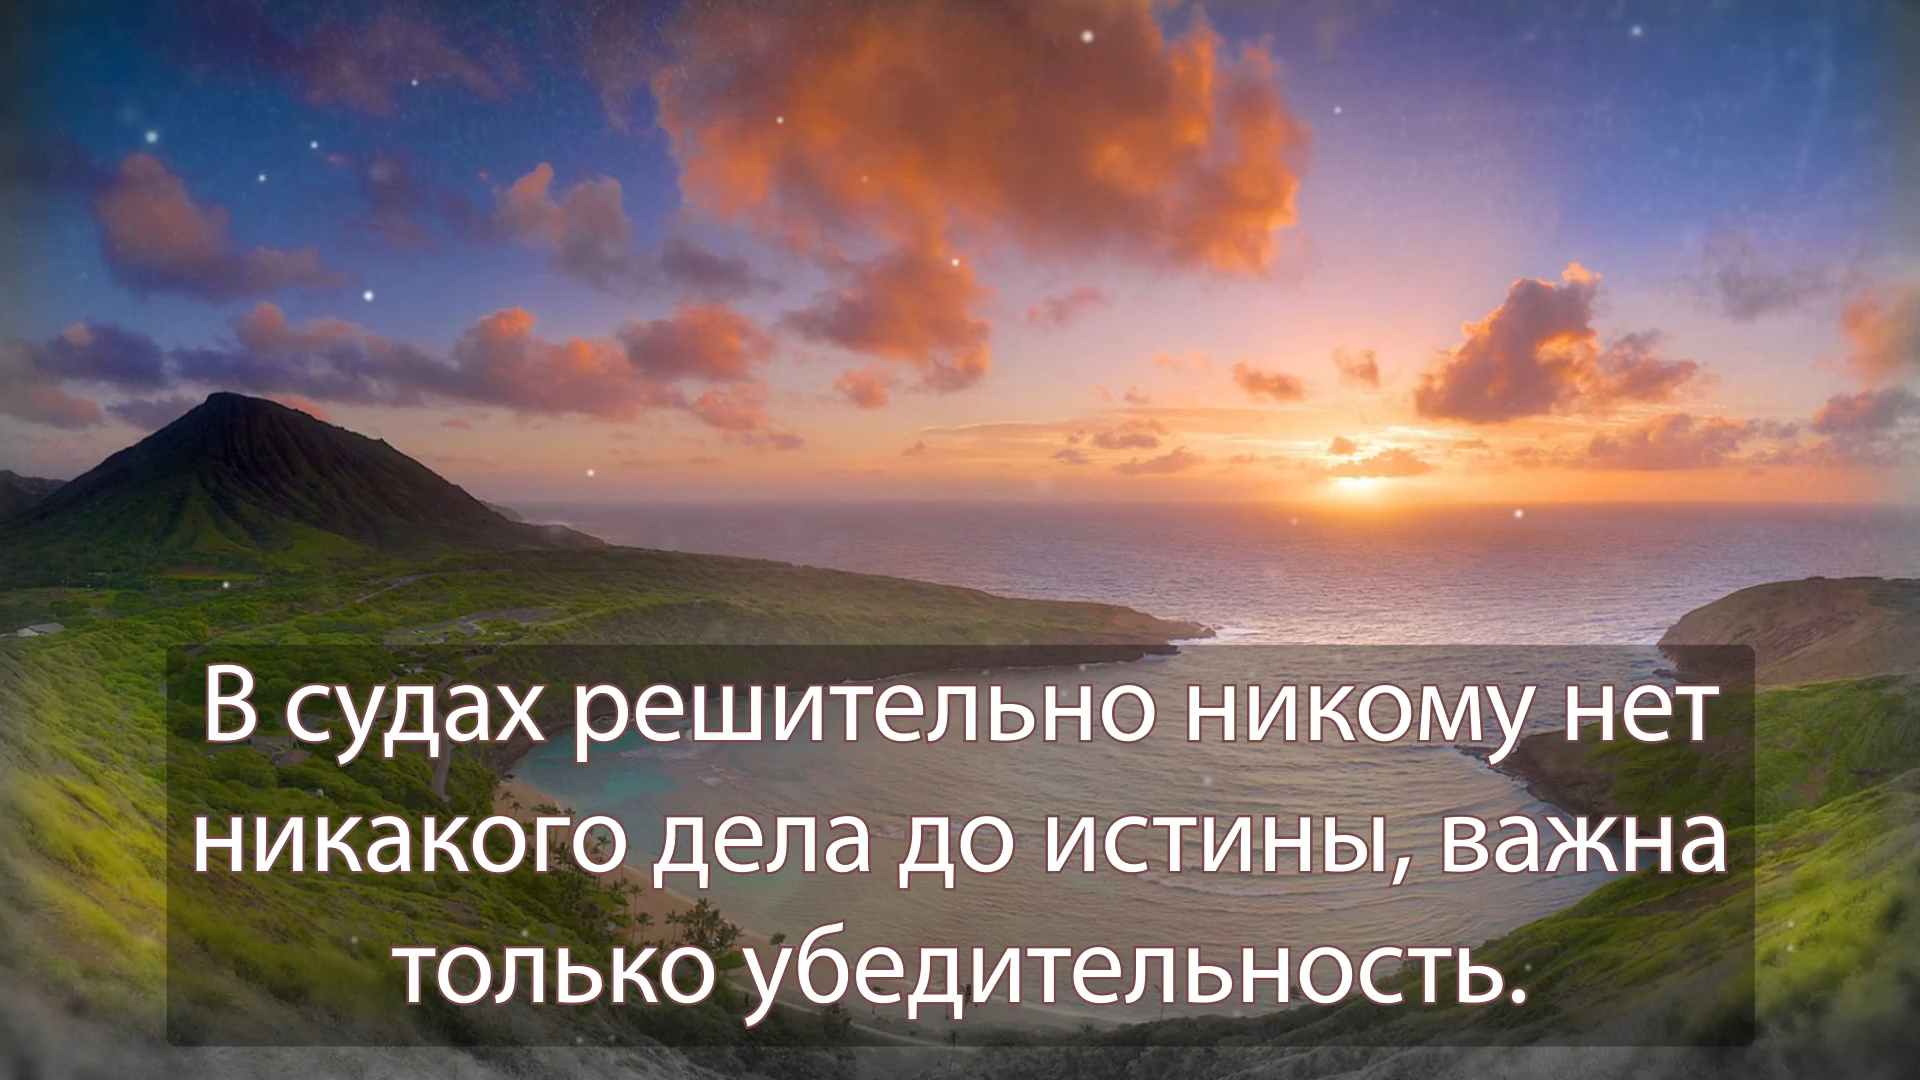 В судах решительно никому нет
никакого дела до истины, важна
только убедительность.